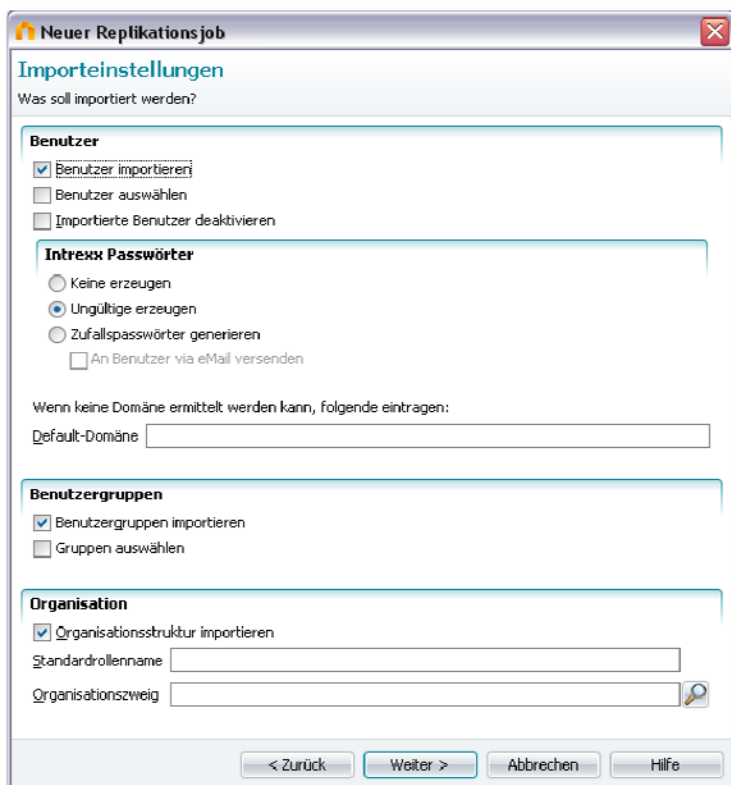 Neuer Replikationsjob
Importeinstellungen
Was soll importiert werden?
Benutzer
Benutzer importieren
Benutzer auswählen
Importierte Benutzer deaktivieren
Intrexx Passwörter
Keine erzeugen
Ungültige erzeugen
Zufallspasswörter generieren
An Benutzer via eMail versenden
Wenn keine Domäne ermittelt werden kann, folgende eintragen:
Default-Domäne
Benutzergruppen
Benutzergruppen importieren
Gruppen auswählen
Organisation
Organisationsstruktur importieren
Standardrollenname
Organisationszweig
< Zurück Weiter > Abbrechen Hilfe